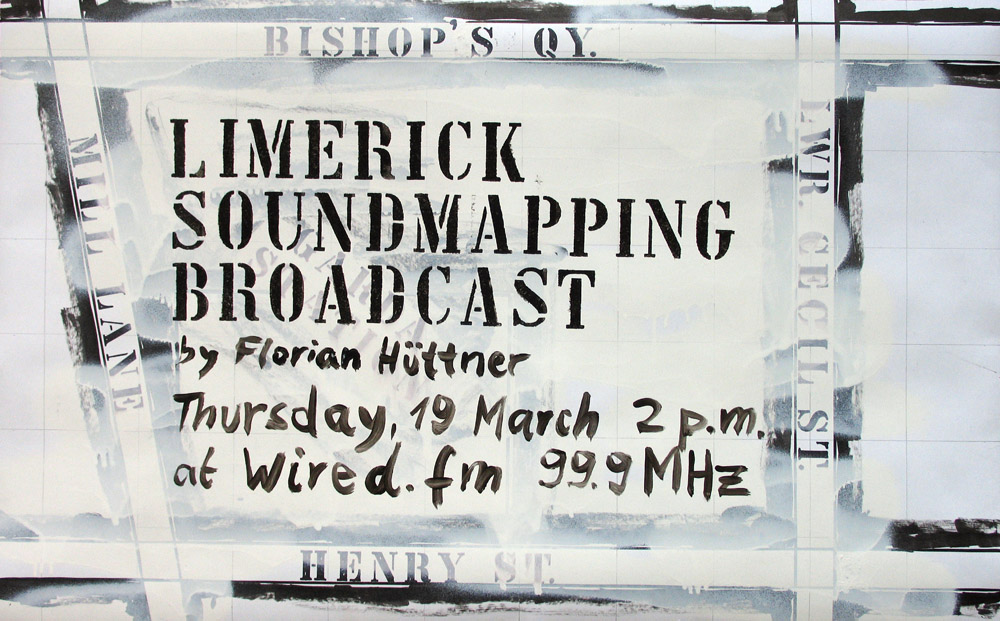 BISHOP'S QY.
MILL LANE
LWR. CECIL ST.
LIMERICK
SOUNDMAPPING
BROADCAST
by Florian Hüttner
Thursday, 19 March 2 p.m.
at Wired.fm 99.9 MHz
HENRY ST.